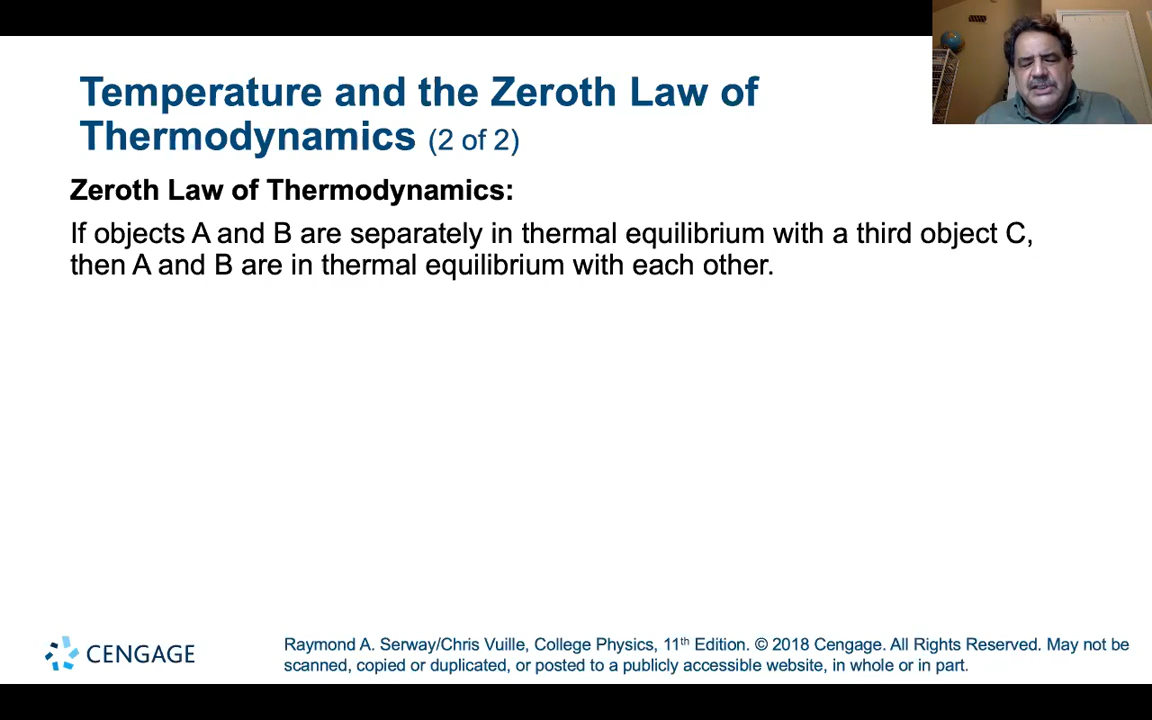 Temperature and the Zeroth Law of
Thermodynamics (2 of 2)
Zeroth Law of Thermodynamics:
If objects A and B are separately in thermal equilibrium with a third object C,
then A and B are in thermal equilibrium with each other.
CENGAGE
Raymond A. Serway/Chris Vuille, College Physics, 11th Edition. © 2018 Cengage. All Rights Reserved. May not be
scanned, copied or duplicated, or posted to a publicly accessible website, in whole or in part.